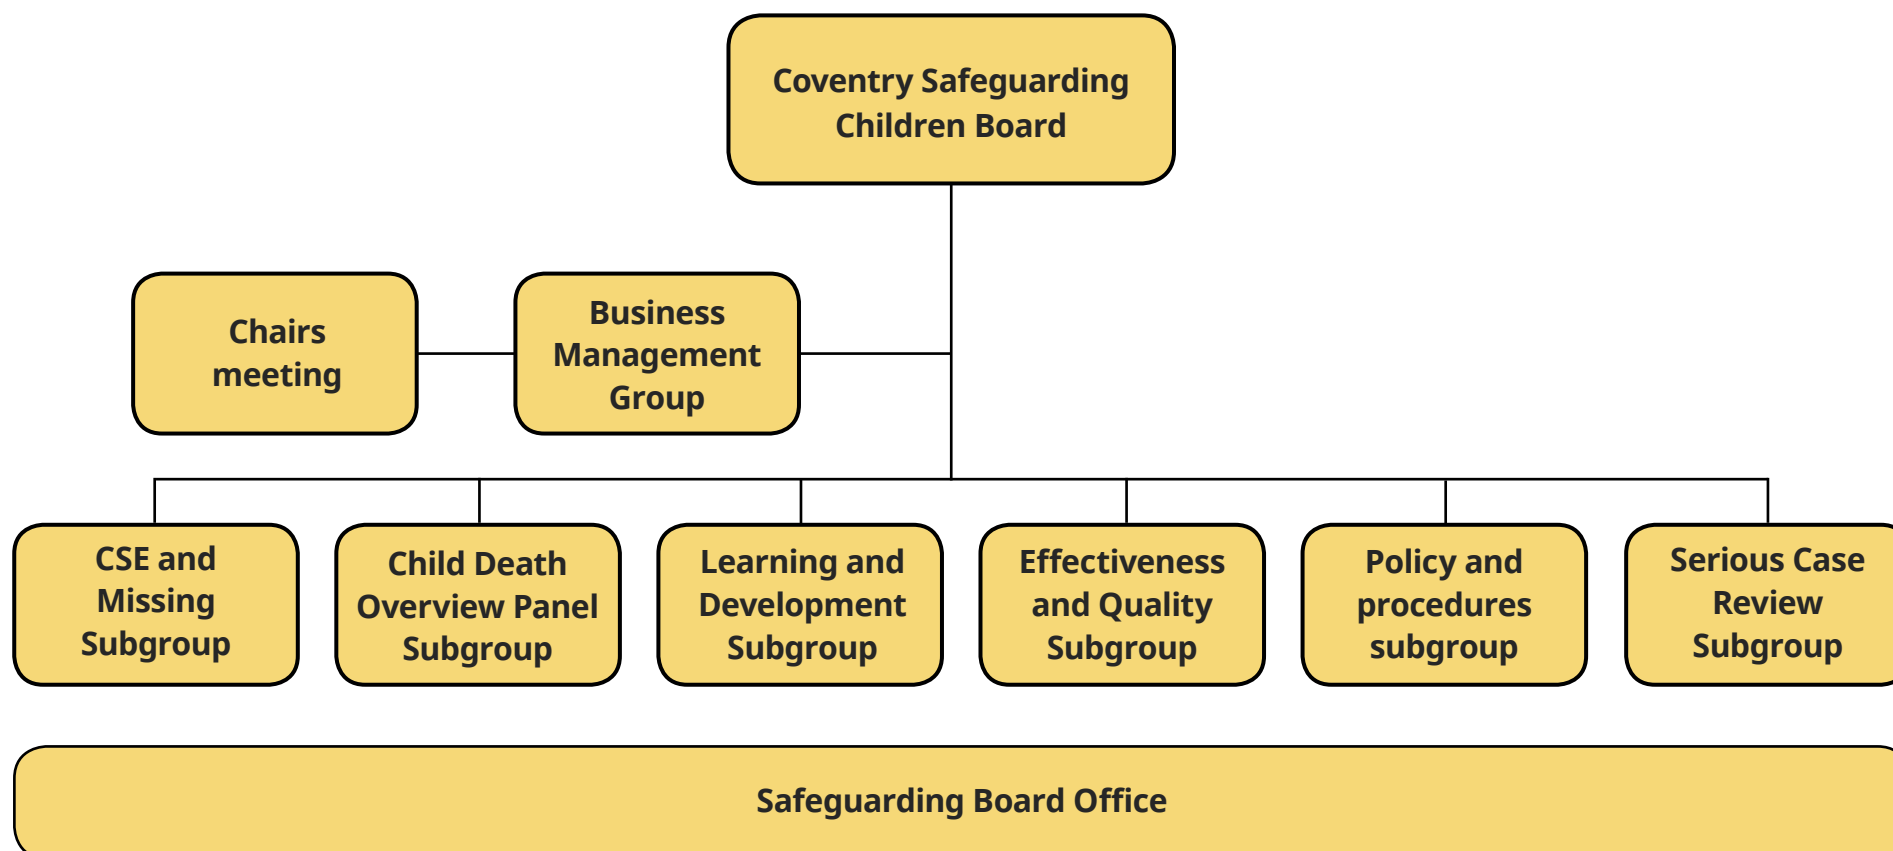 Coventry Safeguarding
Children Board
Chairs
meeting
Business
Management
Group
CSE and
Missing
Subgroup
Child Death
Overview Panel
Subgroup
Learning and
Development
Subgroup
Effectiveness
and Quality
Subgroup
Policy and
procedures
subgroup
Serious Case
Review
Subgroup
Safeguarding Board Office